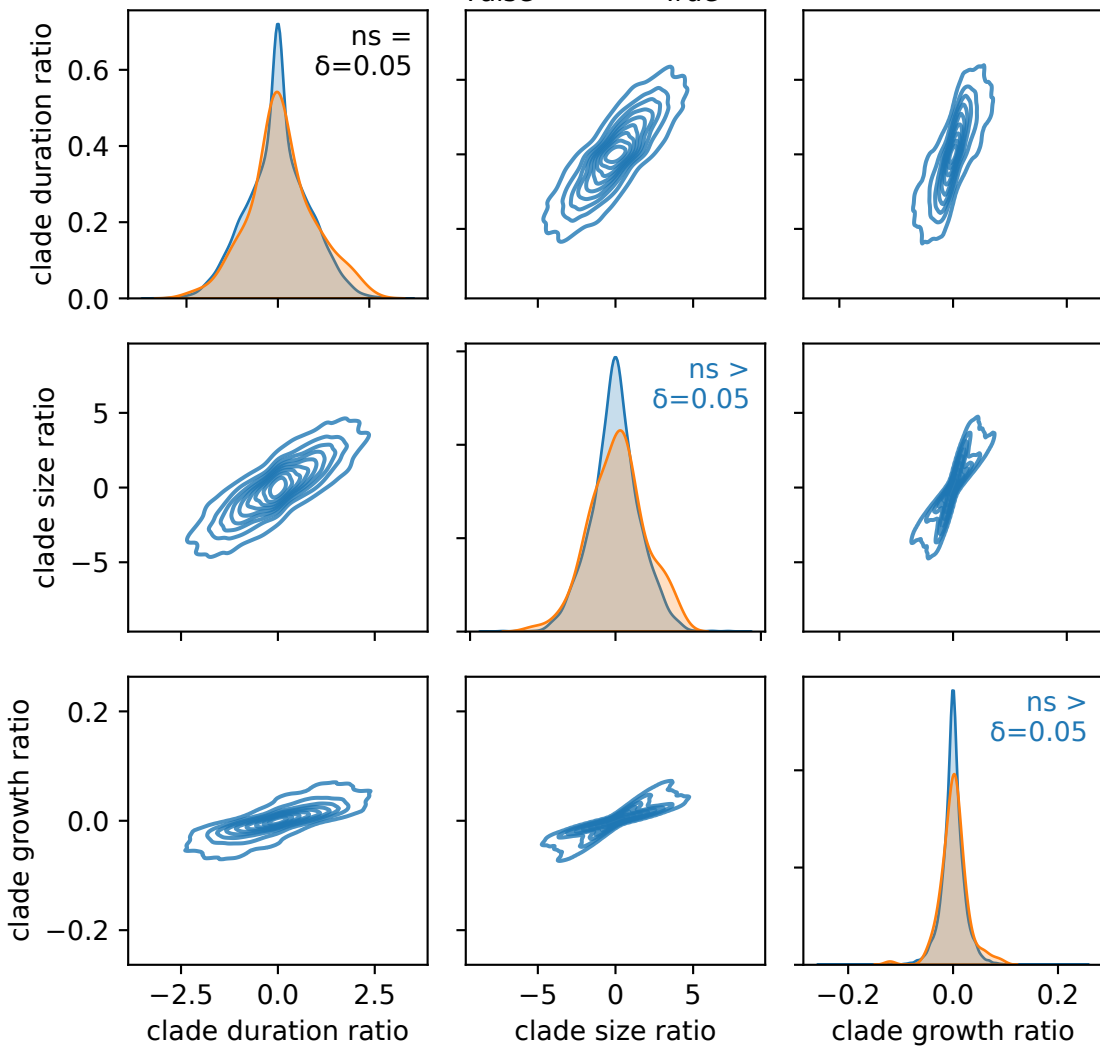 clade duration ratio
0.6
0.4
0.2
0.0
ns =
δ=0.05
clade size ratio
5
0
−5
ns >
δ=0.05
clade growth ratio
0.2
0.0
−0.2
ns >
δ=0.05
−2.5 0.0 2.5
−5 0 5
−0.2 0.0 0.2
clade duration ratio
clade size ratio
clade growth ratio